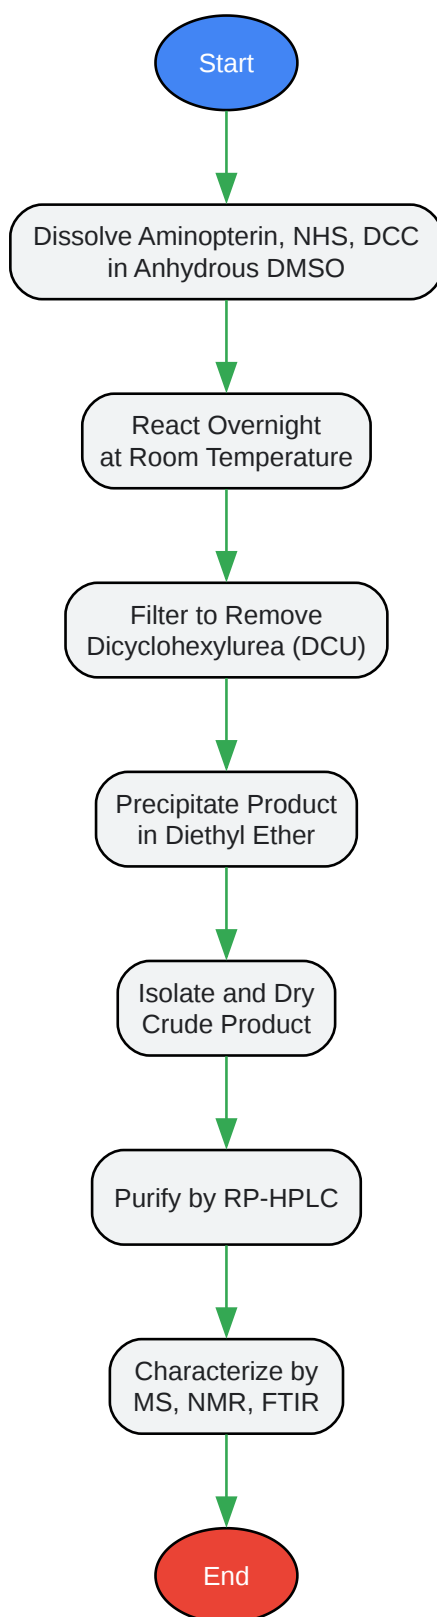 Start
Dissolve Aminopterin, NHS, DCC
in Anhydrous DMSO
React Overnight
at Room Temperature
Filter to Remove
Dicyclohexylurea (DCU)
Precipitate Product
in Diethyl Ether
Isolate and Dry
Crude Product
Purify by RP-HPLC
Characterize by
MS, NMR, FTIR
End